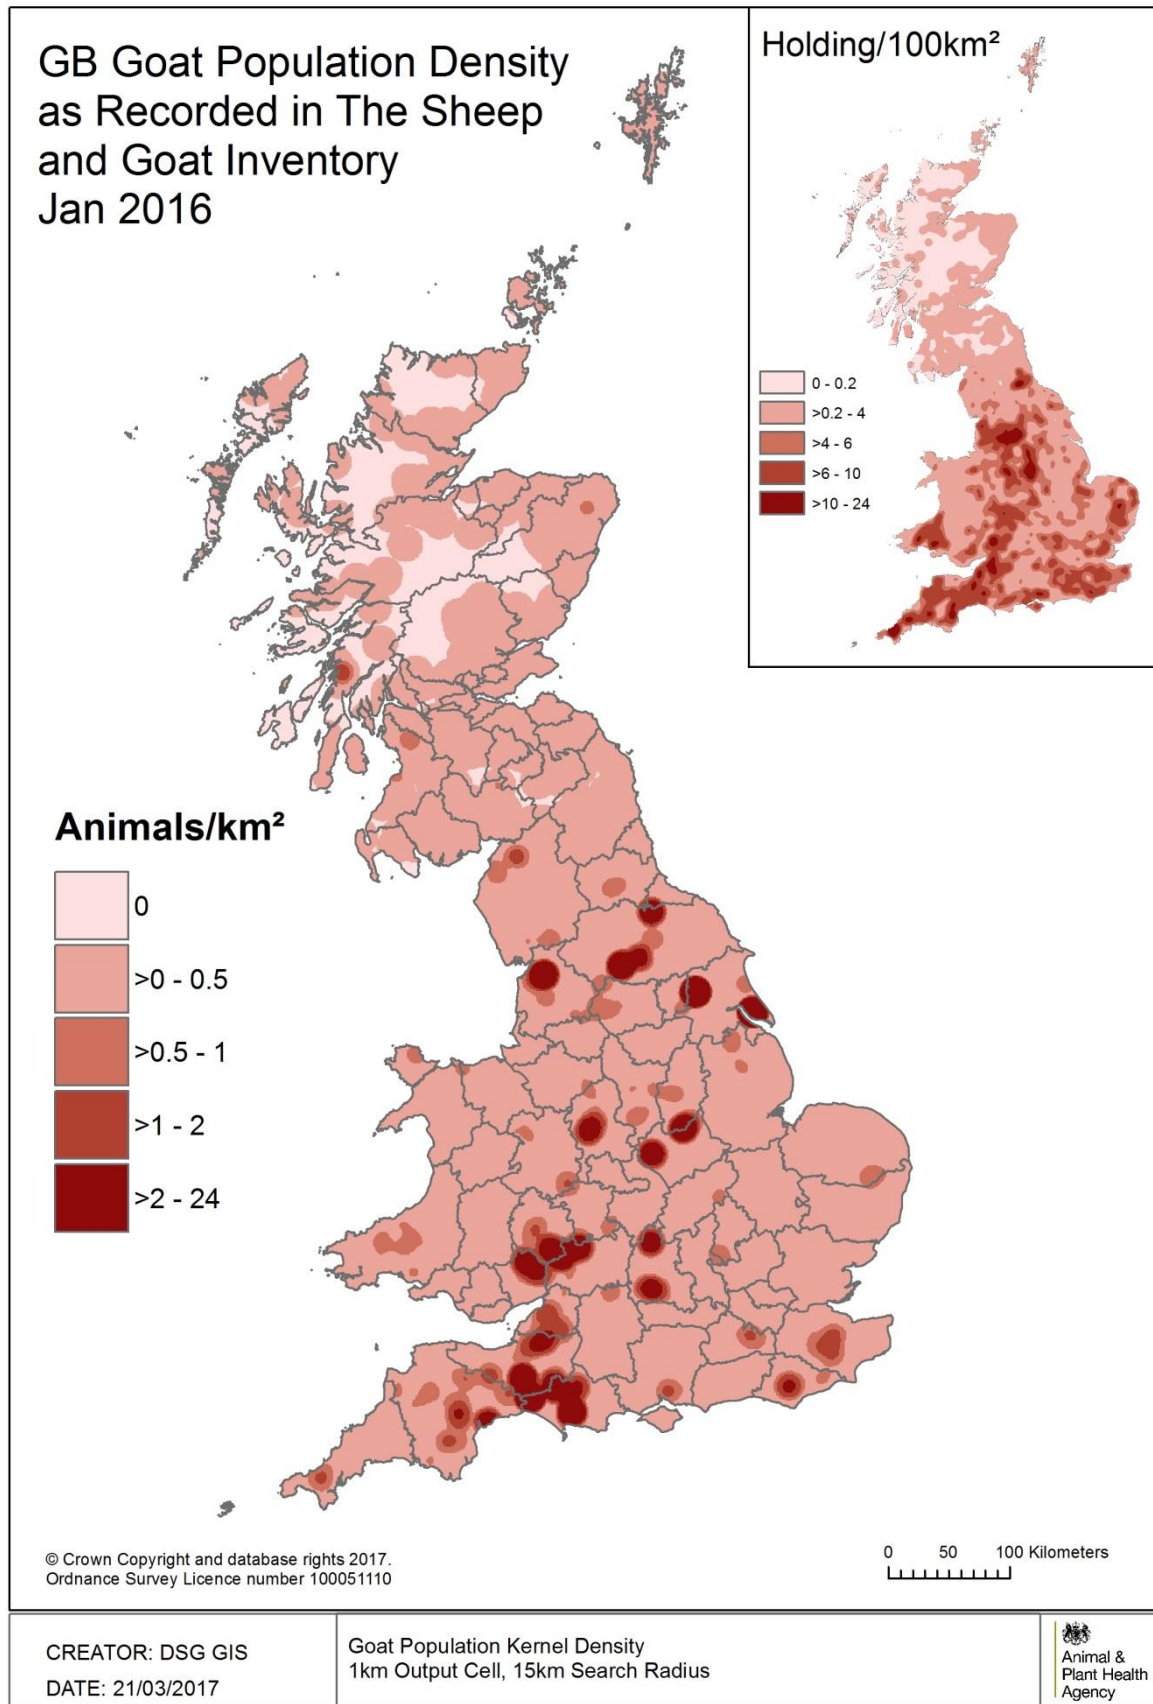 GB Goat Population Density
as Recorded in The Sheep
and Goat Inventory
Jan 2016
Holding/100km²
0 - 0.2
>0.2 - 4
>4 - 6
>6 - 10
>10 - 24
Animals/km²
0
>0 - 0.5
>0.5 - 1
>1 - 2
>2 - 24
© Crown Copyright and database rights 2017.
Ordnance Survey Licence number 100051110
0 50 100 Kilometers
CREATOR: DSG GIS
DATE: 21/03/2017
Goat Population Kernel Density
1km Output Cell, 15km Search Radius
Animal &
Plant Health
Agency